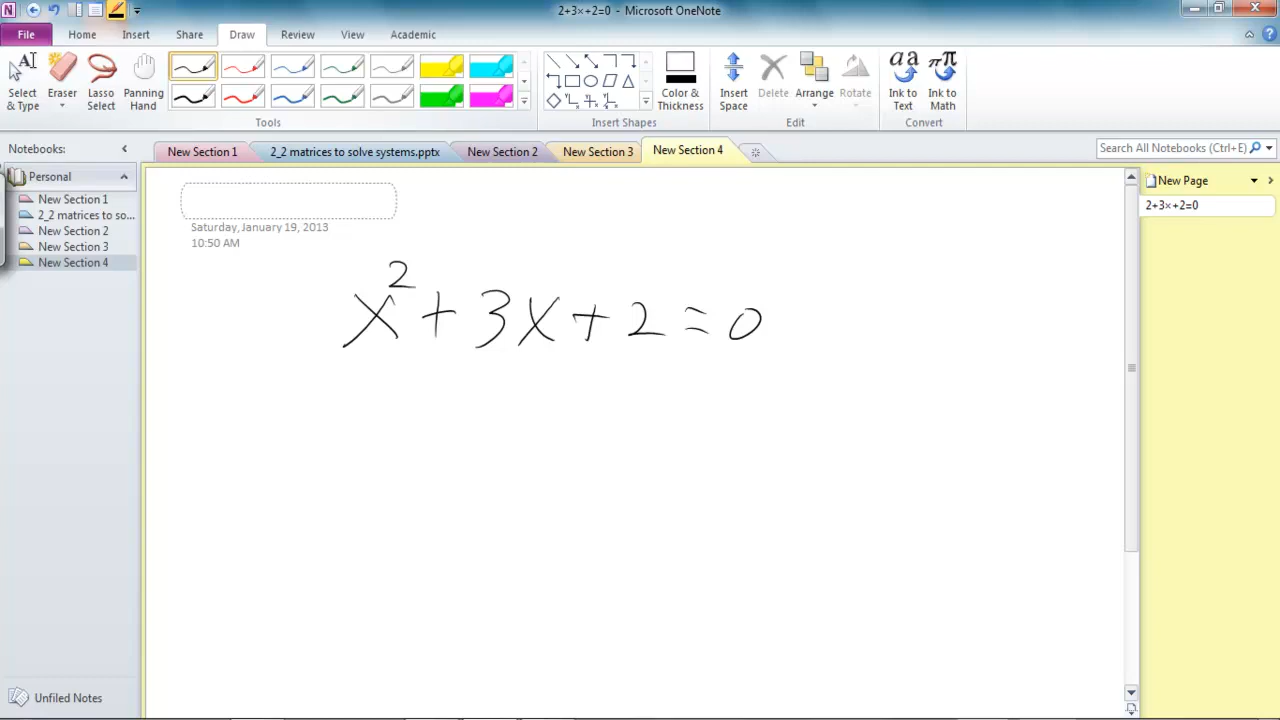 2+3×+2=0 - Microsoft OneNote
File Home Insert Share Draw Review View Academic
Select & Type
Eraser
Lasso Select
Panning Hand
Color & Thickness
Insert Space
Delete
Arrange
Rotate
Ink to Text
Ink to Math
Tools Insert Shapes Edit Convert
Notebooks:
New Section 1 2_2 matrices to solve systems.pptx New Section 2 New Section 3 New Section 4
Search All Notebooks (Ctrl+E)
Personal
New Section 1
2_2 matrices to so...
New Section 2
New Section 3
New Section 4
Unfiled Notes
Saturday, January 19, 2013
10:50 AM
x² + 3x + 2 = 0
New Page
2+3×+2=0